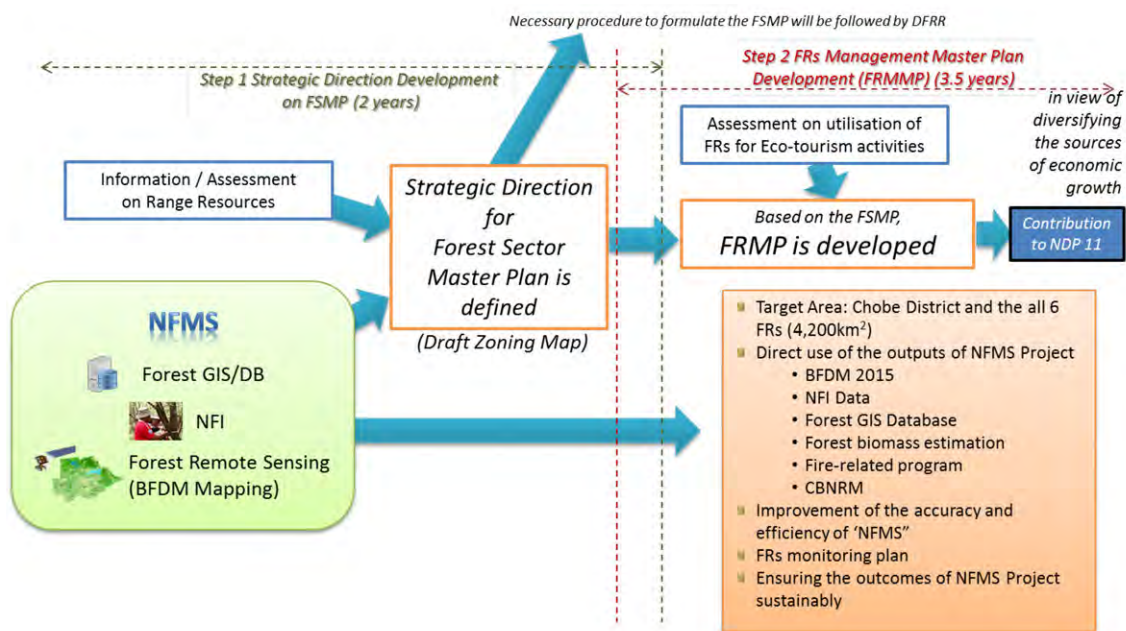 Necessary procedure to formulate the FSMP will be followed by DFRR
Step 1 Strategic Direction Development
on FSMP (2 years)
Step 2 FRs Management Master Plan
Development (FRMMP) (3.5 years)
Information / Assessment
on Range Resources
Strategic Direction
for
Forest Sector
Master Plan is
defined
(Draft Zoning Map)
Assessment on utilisation of
FRs for Eco-tourism activities
in view of
diversifying
the sources
of economic
growth
Based on the FSMP,
FRMP is developed
Contribution
to NDP 11
NFMS
Forest GIS/DB
NFI
Forest Remote Sensing
(BFDM Mapping)
Target Area: Chobe District and the all 6
FRs (4,200km²)
Direct use of the outputs of NFMS Project
• BFDM 2015
• NFI Data
• Forest GIS Database
• Forest biomass estimation
• Fire-related program
• CBNRM
Improvement of the accuracy and
efficiency of ‘NFMS”
FRs monitoring plan
Ensuring the outcomes of NFMS Project
sustainably